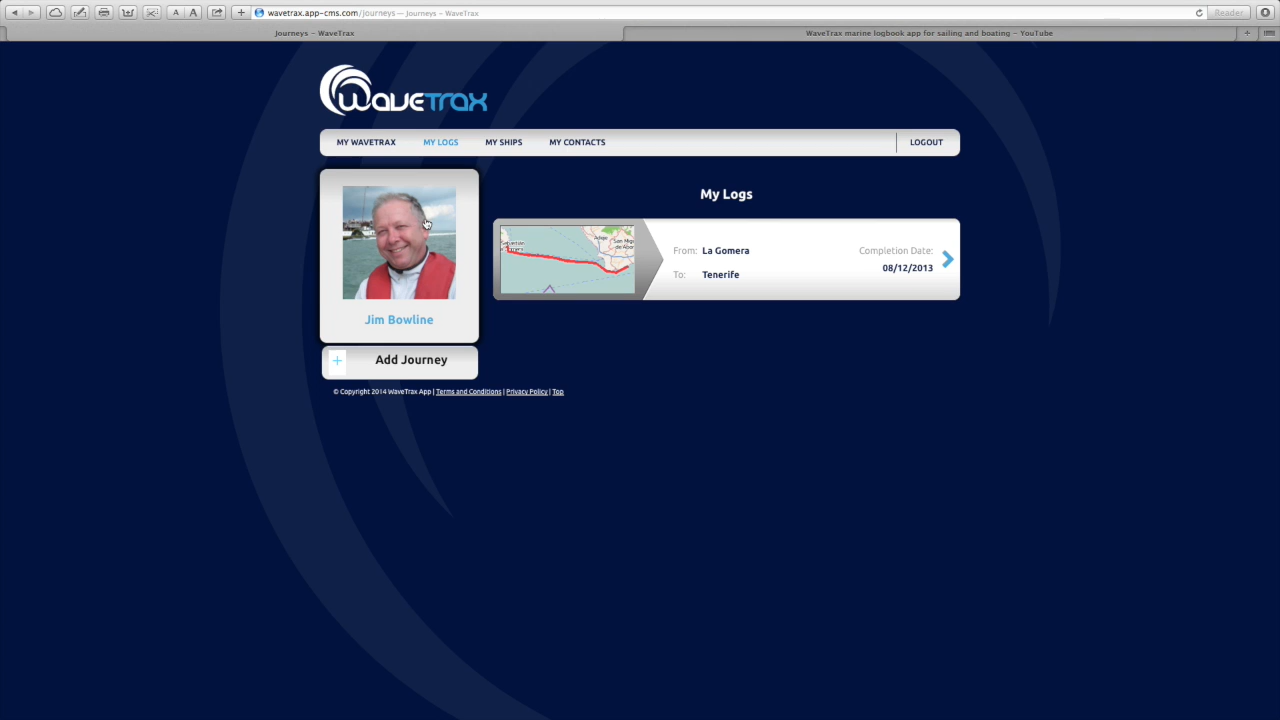 wavetrax.app-cms.com/journeys — Journeys – WaveTrax
Reader
Journeys – WaveTrax
WaveTrax marine logbook app for sailing and boating – YouTube
WAVETRAX
MY WAVETRAX
MY LOGS
MY SHIPS
MY CONTACTS
LOGOUT
My Logs
From: La Gomera
To: Tenerife
Completion Date:
08/12/2013
Jim Bowline
+ Add Journey
© Copyright 2014 WaveTrax App | Terms and Conditions | Privacy Policy | Top